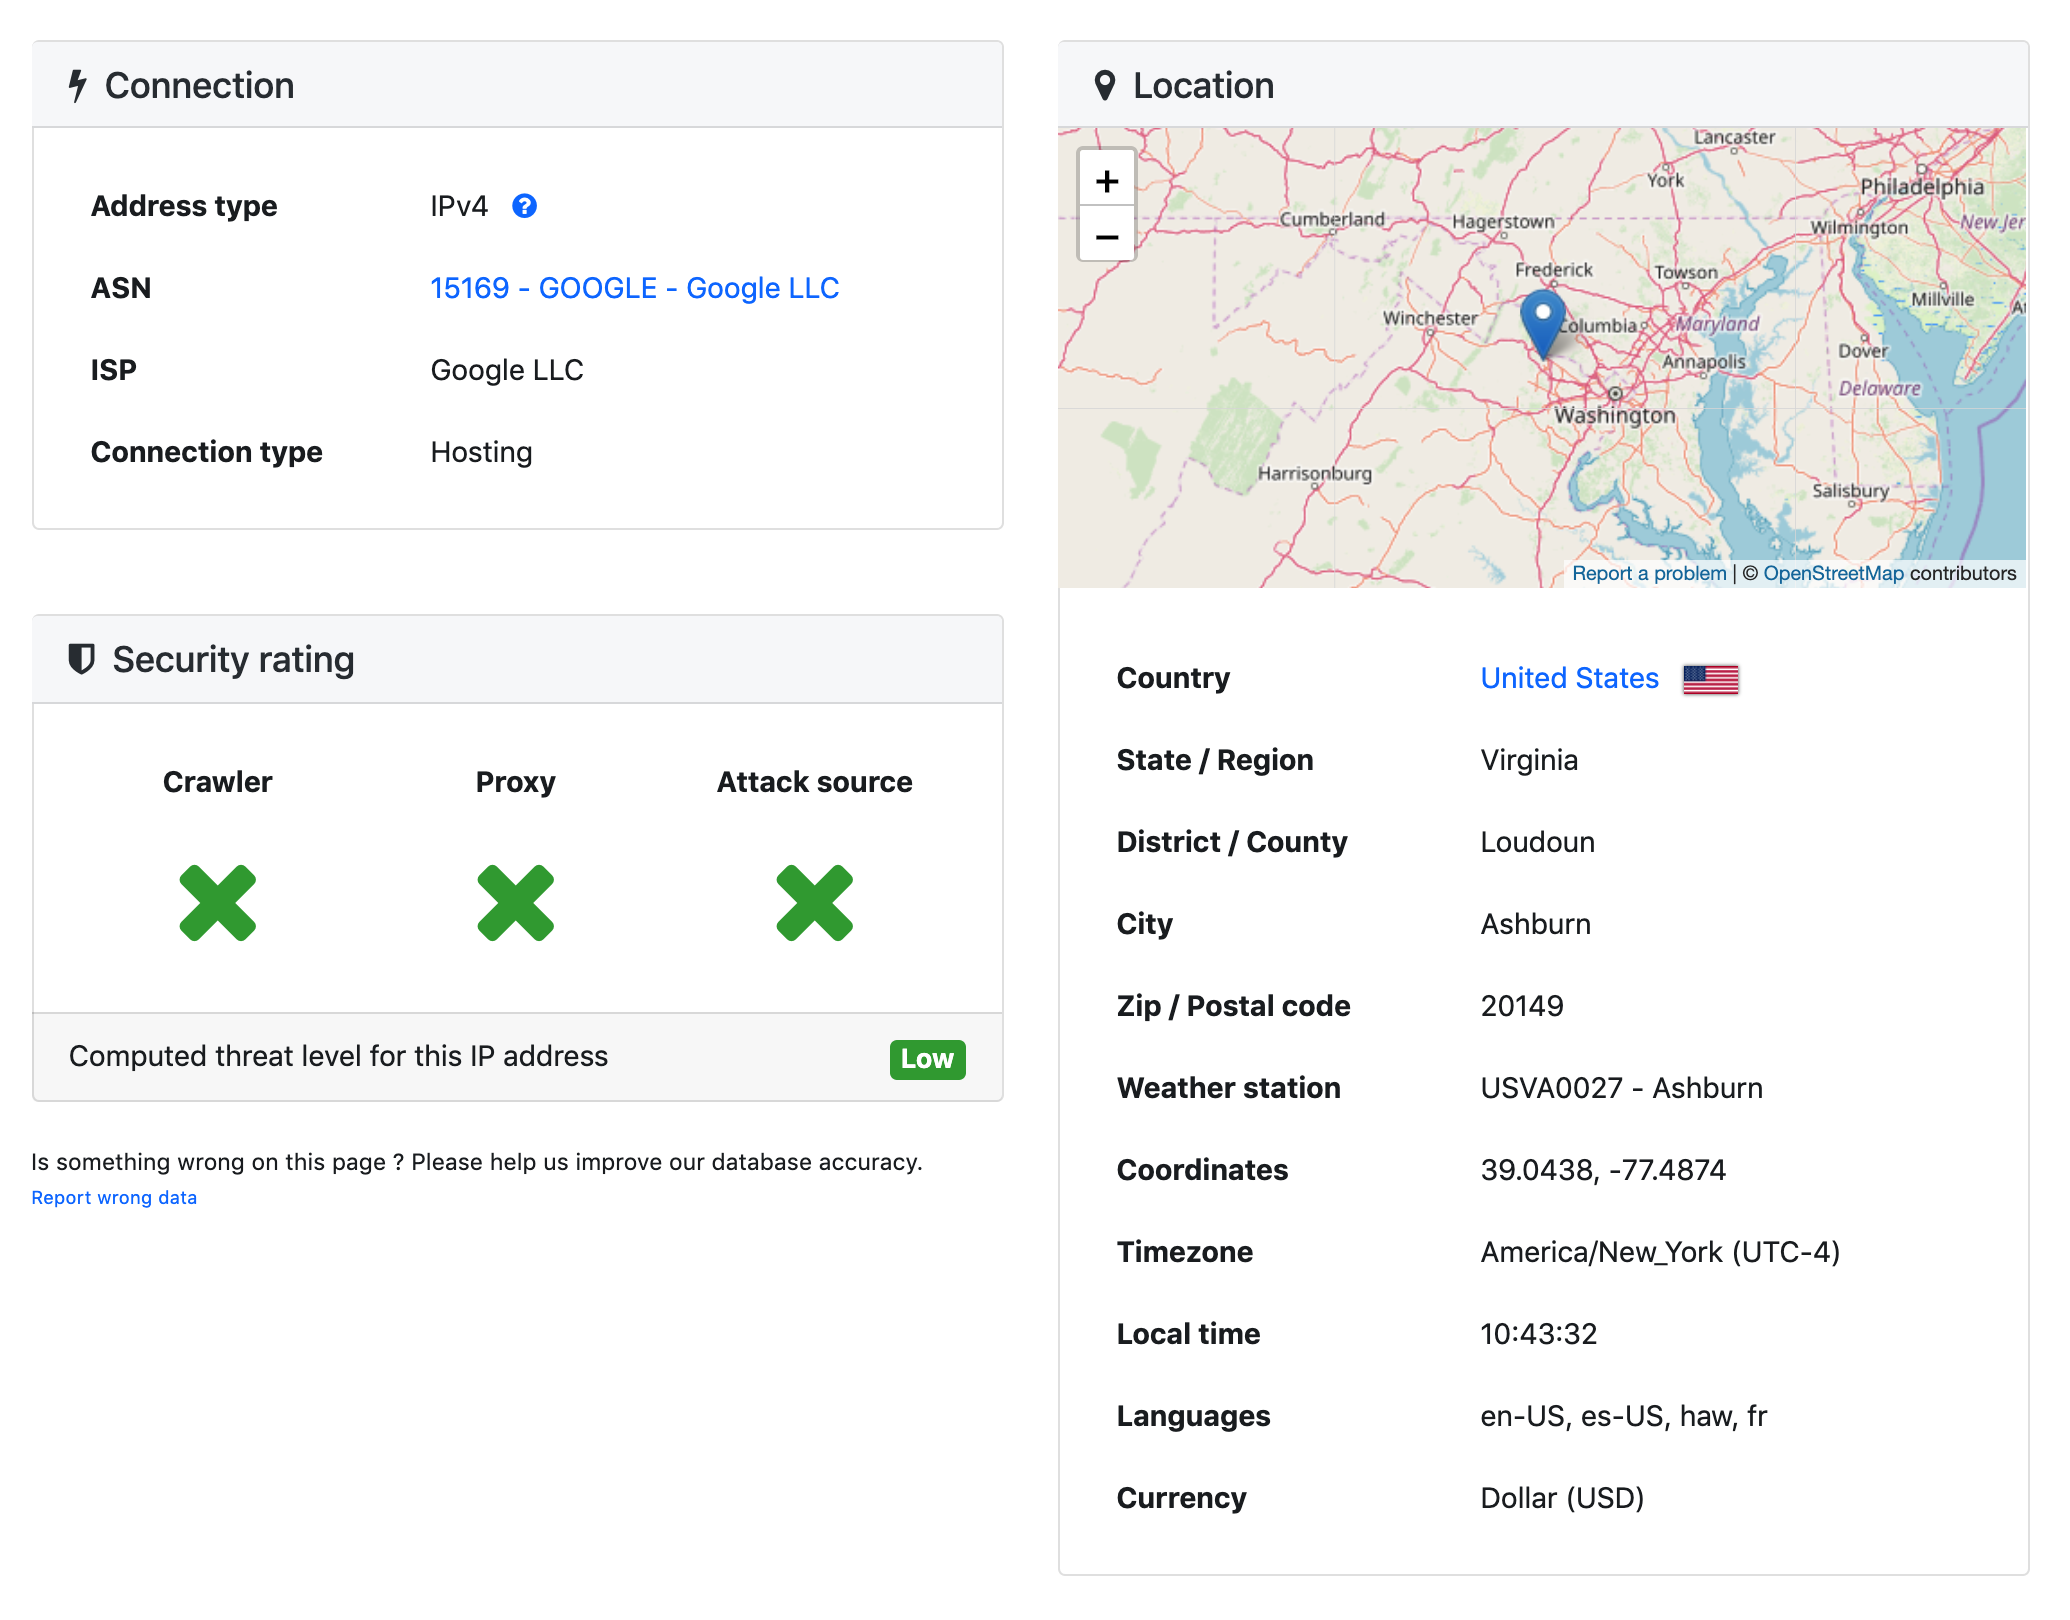 Connection
Address type IPv4 ?
ASN 15169 - GOOGLE - Google LLC
ISP Google LLC
Connection type Hosting
Security rating
Crawler Proxy Attack source
Computed threat level for this IP address Low
Is something wrong on this page ? Please help us improve our database accuracy.
Report wrong data
Location
+
−
Lancaster
York
Philadelphia
Cumberland
Hagerstown
Wilmington
New Jer
Frederick
Towson
Millville
At
Winchester
Columbia
Maryland
Dover
Annapolis
Delaware
Washington
Harrisonburg
Salisbury
Report a problem | © OpenStreetMap contributors
Country United States
State / Region Virginia
District / County Loudoun
City Ashburn
Zip / Postal code 20149
Weather station USVA0027 - Ashburn
Coordinates 39.0438, -77.4874
Timezone America/New_York (UTC-4)
Local time 10:43:32
Languages en-US, es-US, haw, fr
Currency Dollar (USD)